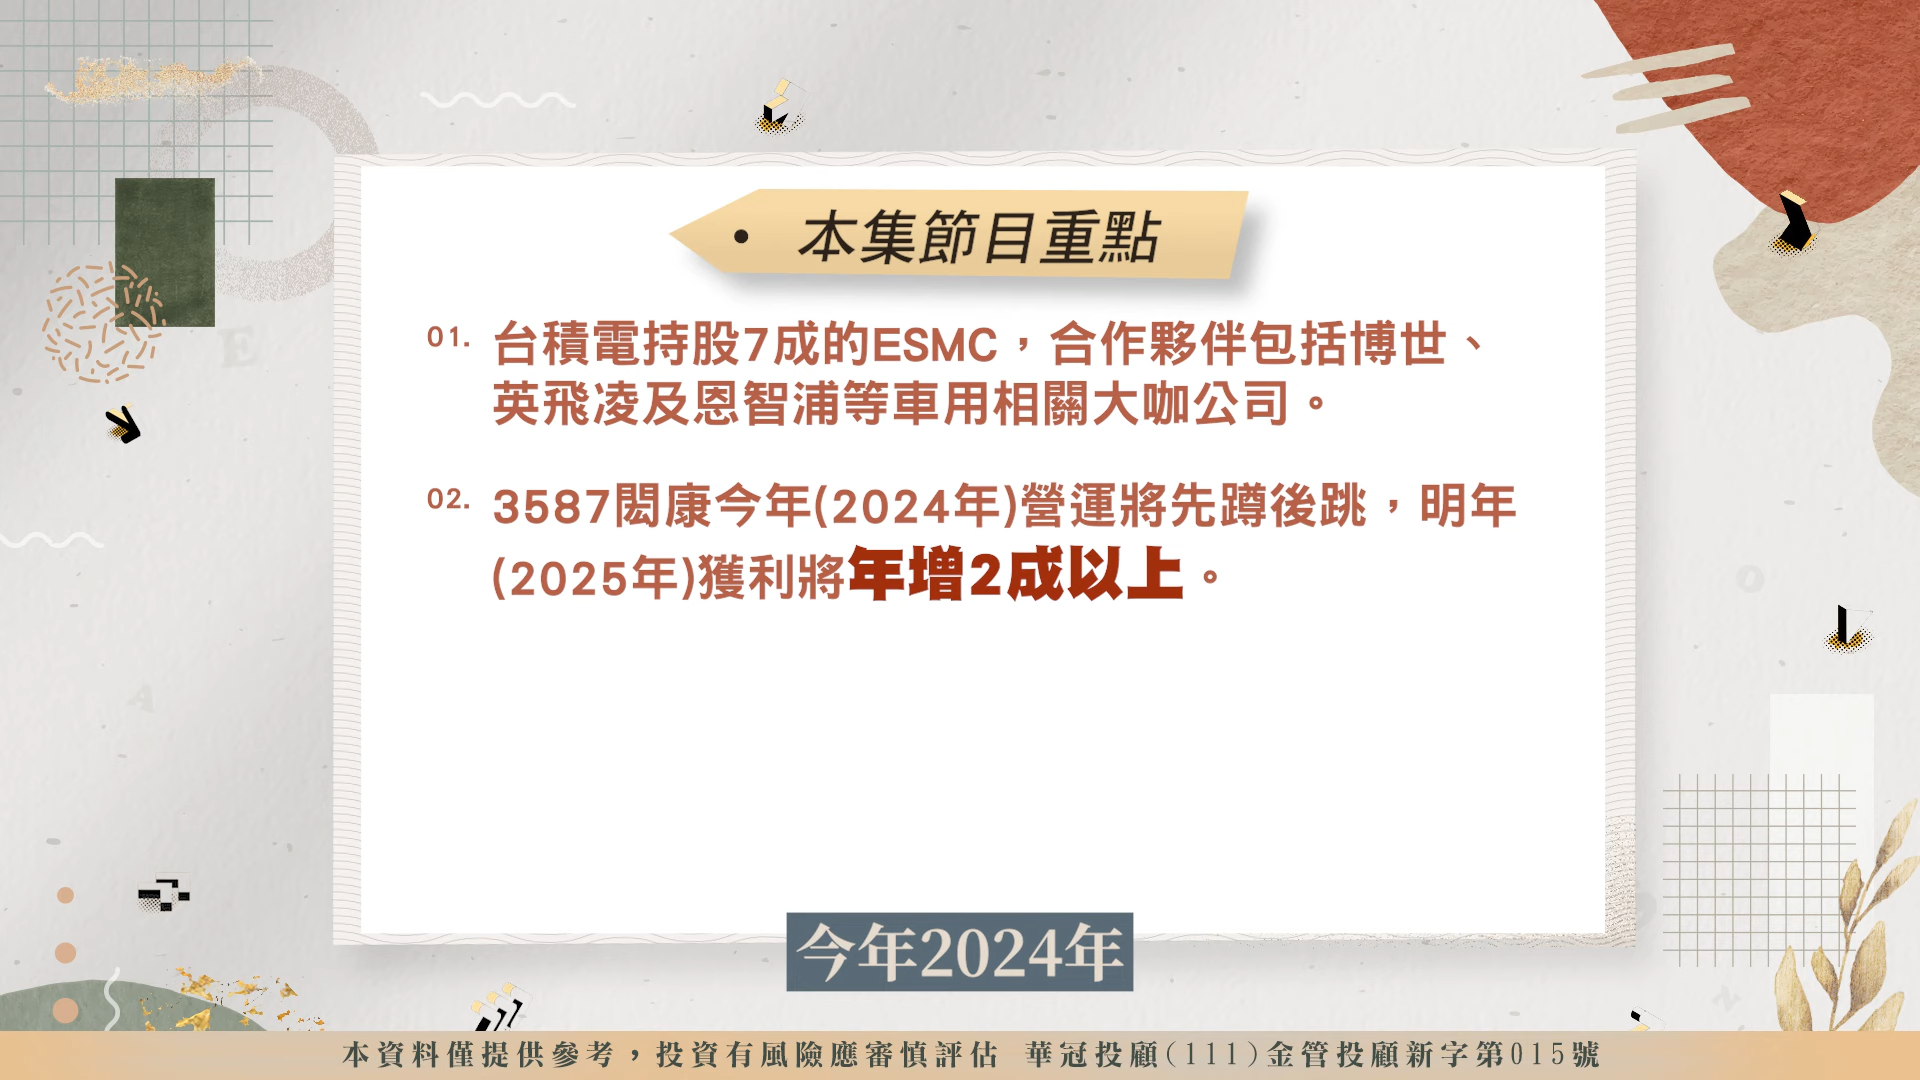 本集節目重點
01. 台積電持股7成的ESMC，合作夥伴包括博世、
英飛凌及恩智浦等車用相關大咖公司。
02. 3587閎康今年(2024年)營運將先蹲後跳，明年
(2025年)獲利將年增2成以上。
今年2024年
本資料僅提供參考，投資有風險應審慎評估 華冠投顧(111)金管投顧新字第015號